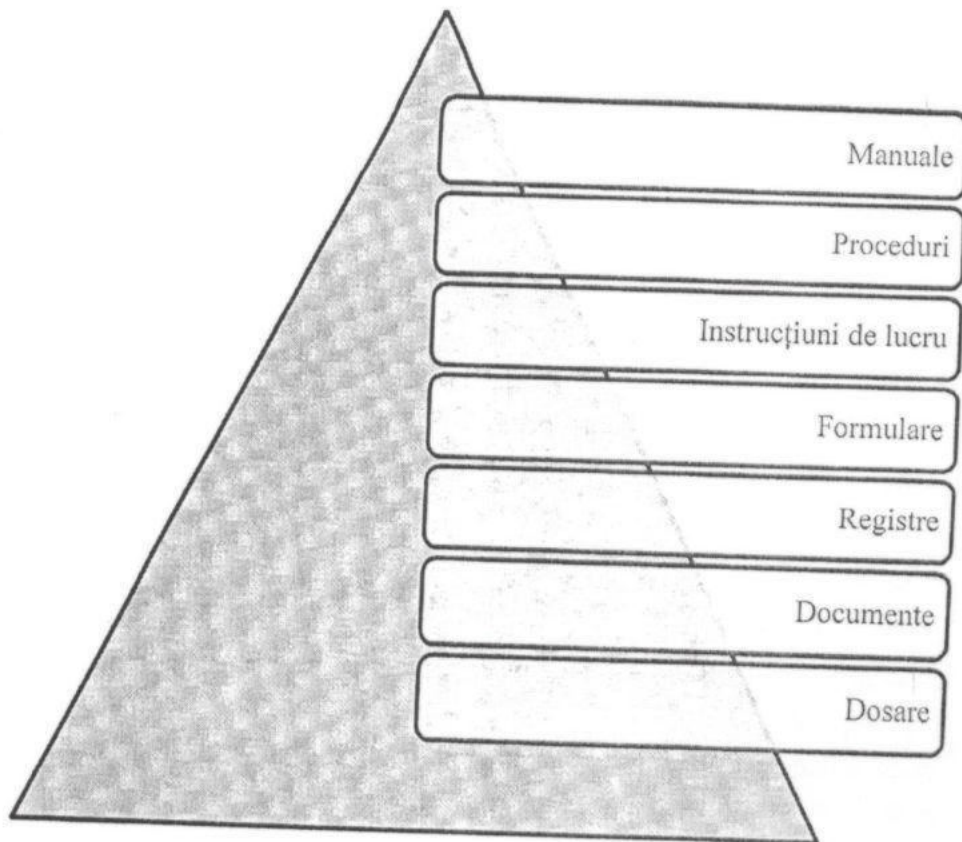 Manuale
Proceduri
Instrucţiuni de lucru
Formulare
Registre
Documente
Dosare